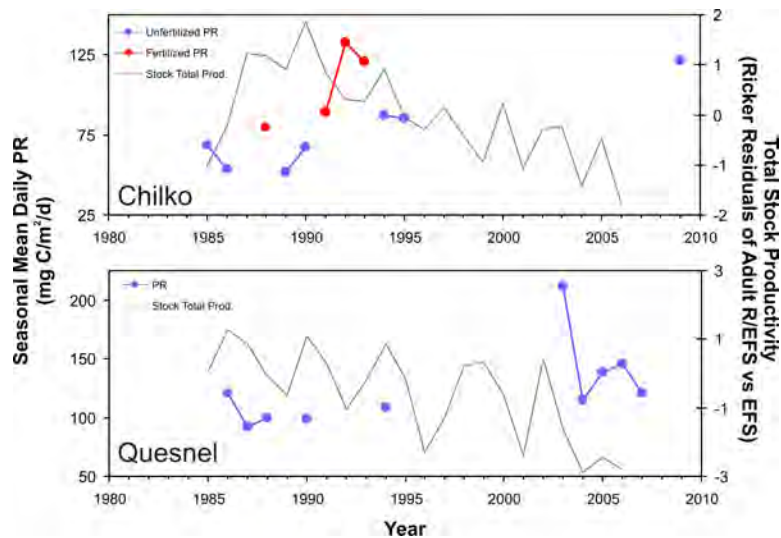 Unfertilized PR
Fertilized PR
Stock Total Prod.
125
75
25
2
1
0
-1
-2
Chilko
1980 1985 1990 1995 2000 2005 2010
PR
Stock Total Prod.
200
150
100
50
3
1
-1
-3
Quesnel
1980 1985 1990 1995 2000 2005 2010
Year
Seasonal Mean Daily PR
(mg C/m²/d)
Total Stock Productivity
(Ricker Residuals of Adult R/EFS vs EFS)